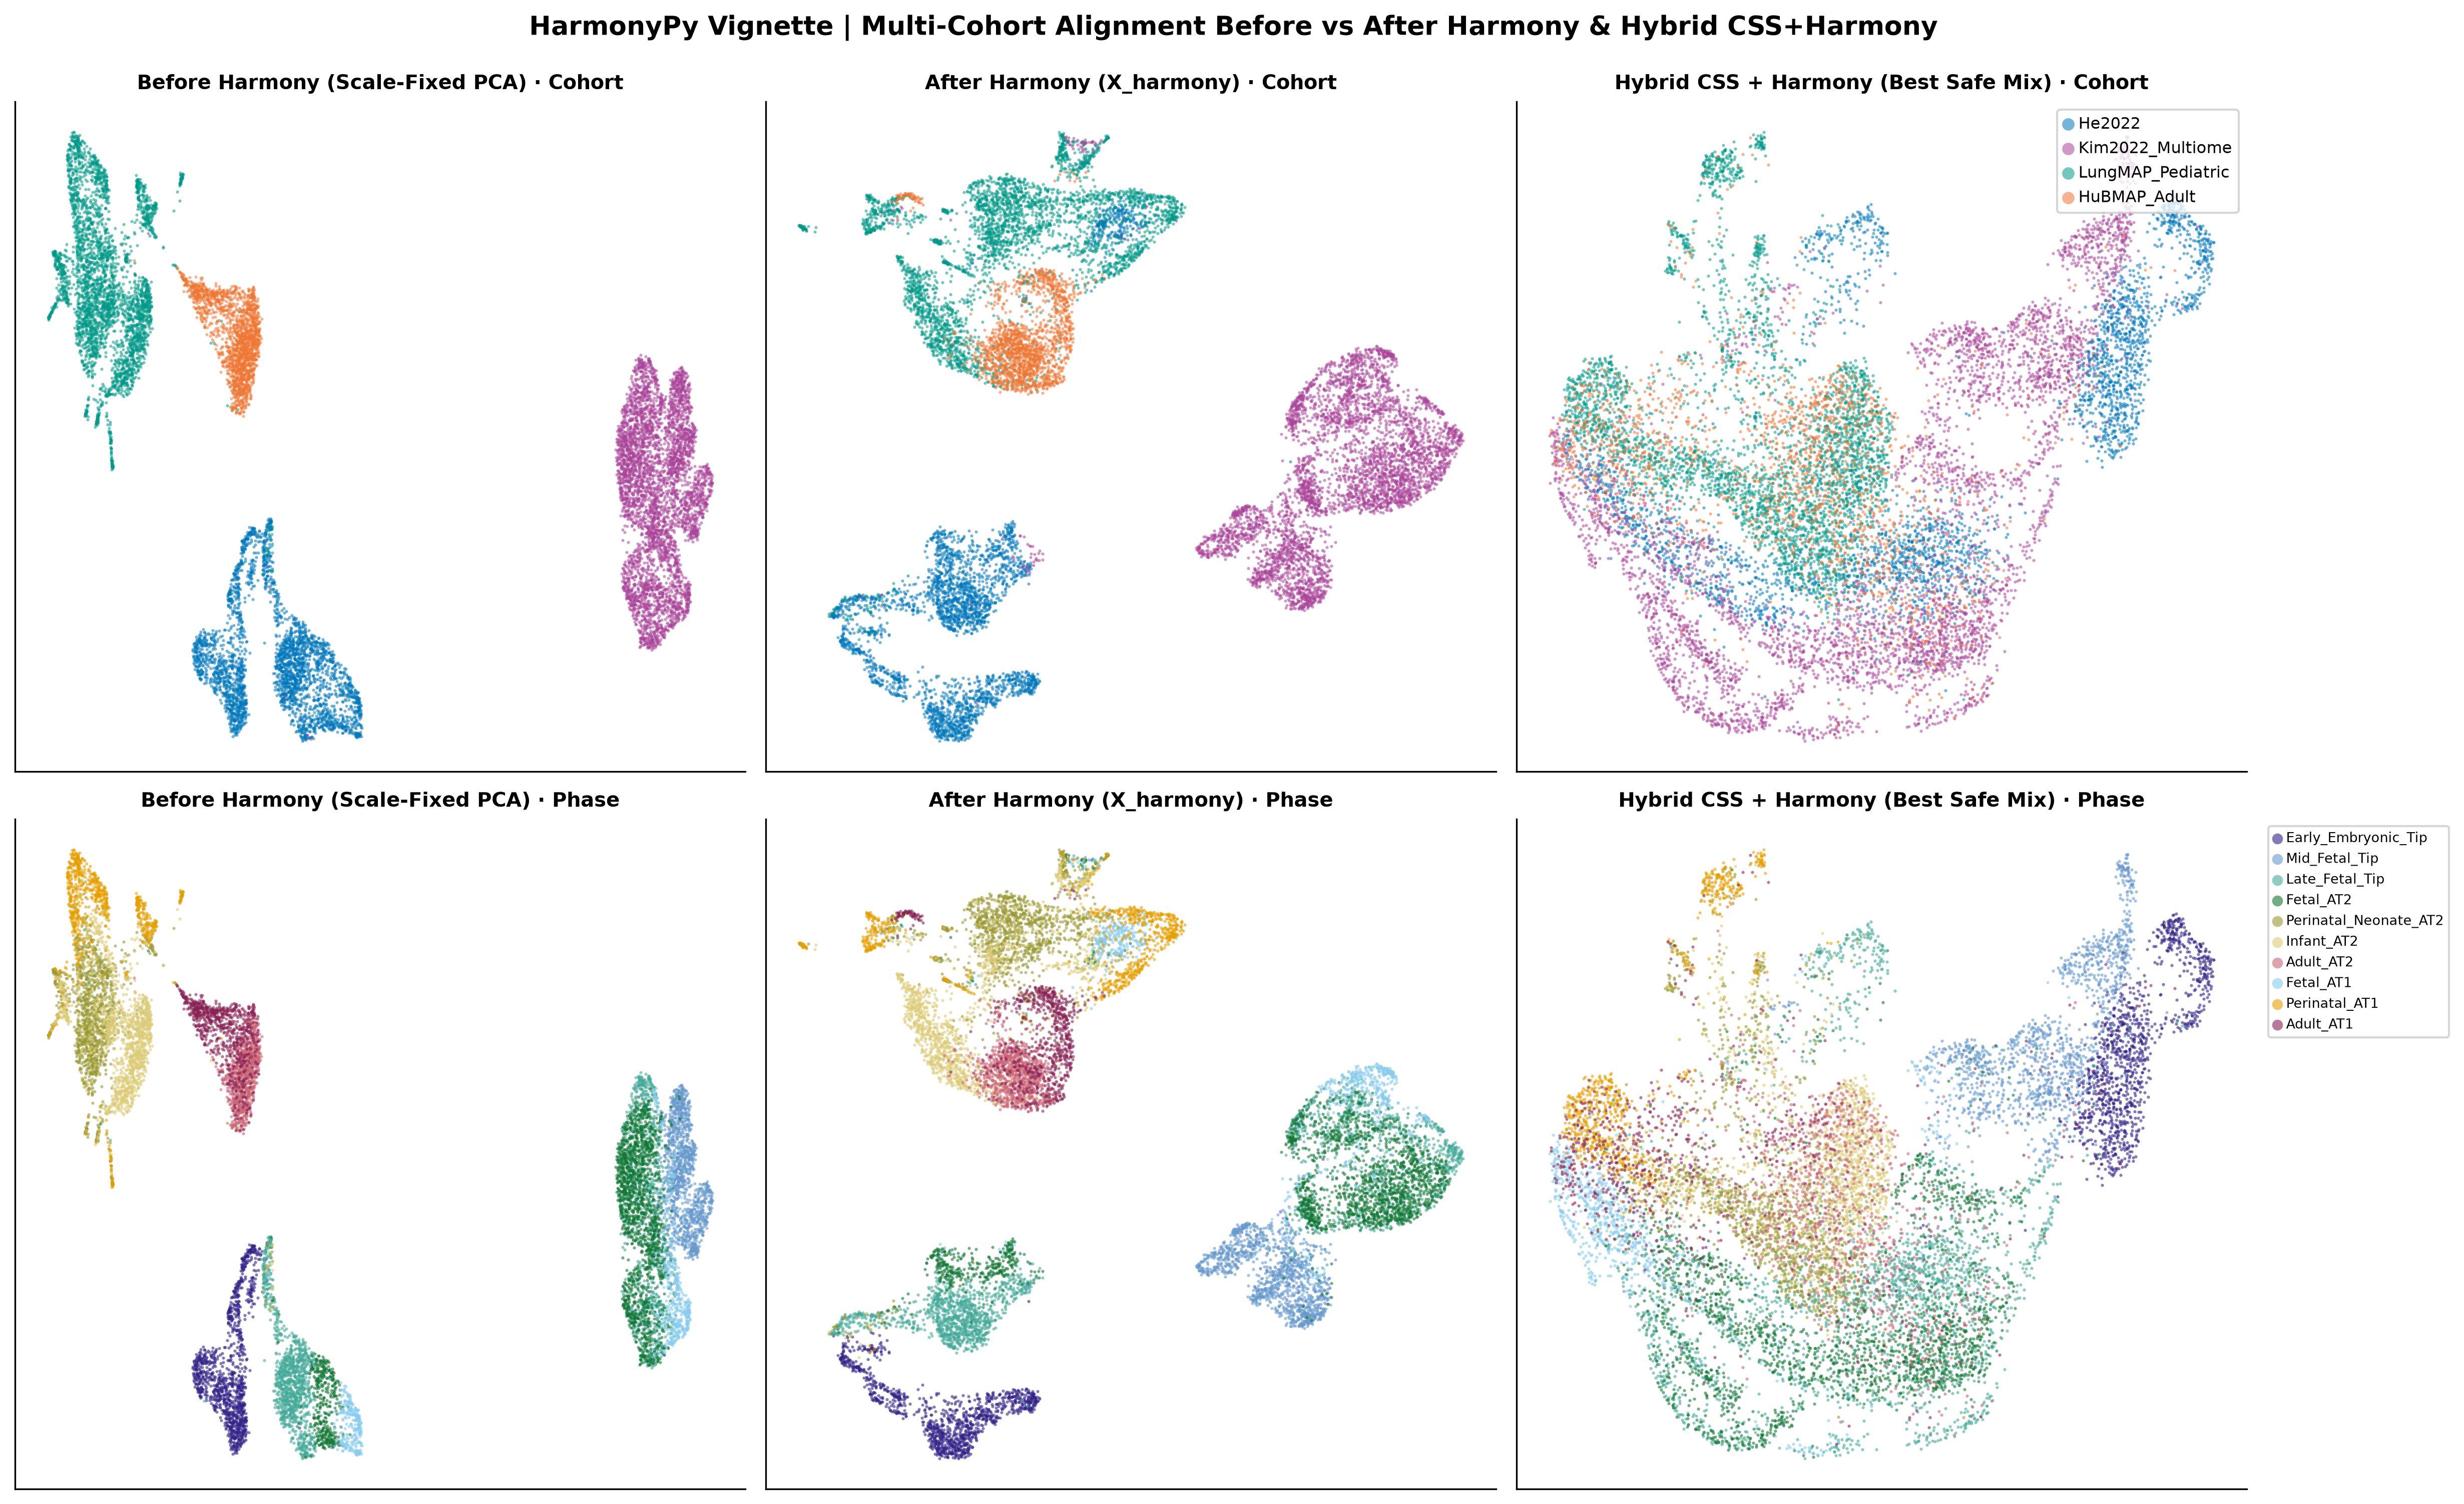 HarmonyPy Vignette | Multi-Cohort Alignment Before vs After Harmony & Hybrid CSS+Harmony
Before Harmony (Scale-Fixed PCA) · Cohort
After Harmony (X_harmony) · Cohort
Hybrid CSS + Harmony (Best Safe Mix) · Cohort
He2022
Kim2022_Multiome
LungMAP_Pediatric
HuBMAP_Adult
Before Harmony (Scale-Fixed PCA) · Phase
After Harmony (X_harmony) · Phase
Hybrid CSS + Harmony (Best Safe Mix) · Phase
Early_Embryonic_Tip
Mid_Fetal_Tip
Late_Fetal_Tip
Fetal_AT2
Perinatal_Neonate_AT2
Infant_AT2
Adult_AT2
Fetal_AT1
Perinatal_AT1
Adult_AT1